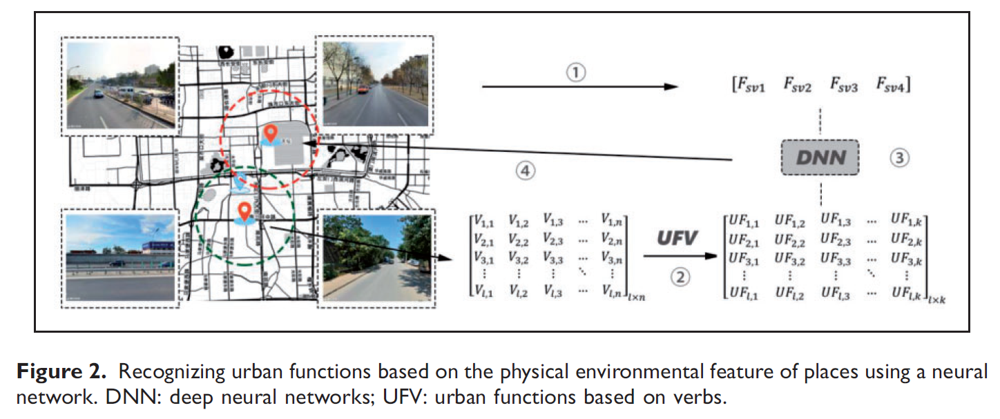 ①
[F_sv1 F_sv2 F_sv3 F_sv4]
DNN
③
④
V_1,1 V_1,2 V_1,3 ... V_1,n
V_2,1 V_2,2 V_2,3 ... V_2,n
V_3,1 V_3,2 V_3,3 ... V_3,n
⋮ ⋮ ⋮ ⋱ ⋮
V_l,1 V_l,2 V_l,3 ... V_l,n
l×n
UFV
②
UF_1,1 UF_1,2 UF_1,3 ... UF_1,k
UF_2,1 UF_2,2 UF_2,3 ... UF_2,k
UF_3,1 UF_3,2 UF_3,3 ... UF_3,k
⋮ ⋮ ⋮ ⋱ ⋮
UF_l,1 UF_l,2 UF_l,3 ... UF_l,k
l×k
Figure 2. Recognizing urban functions based on the physical environmental feature of places using a neural
network. DNN: deep neural networks; UFV: urban functions based on verbs.